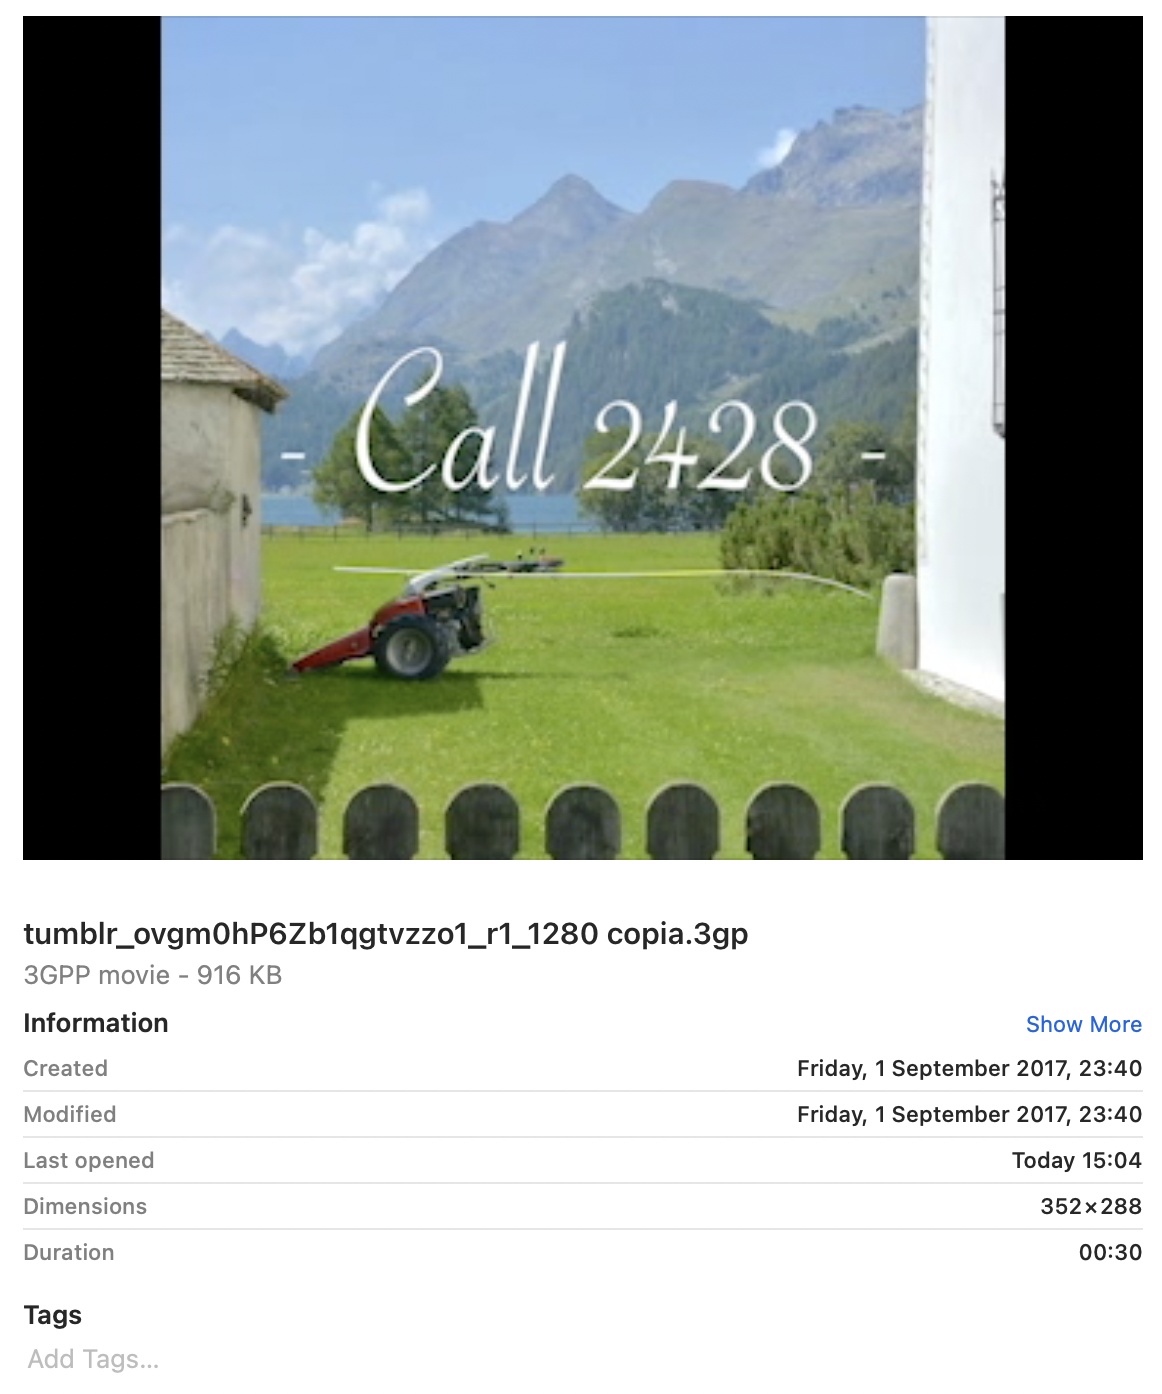 - Call 2428 -
tumblr_ovgm0hP6Zb1qgtvzzo1_r1_1280 copia.3gp
3GPP movie - 916 KB
Information Show More
Created Friday, 1 September 2017, 23:40
Modified Friday, 1 September 2017, 23:40
Last opened Today 15:04
Dimensions 352×288
Duration 00:30
Tags
Add Tags...